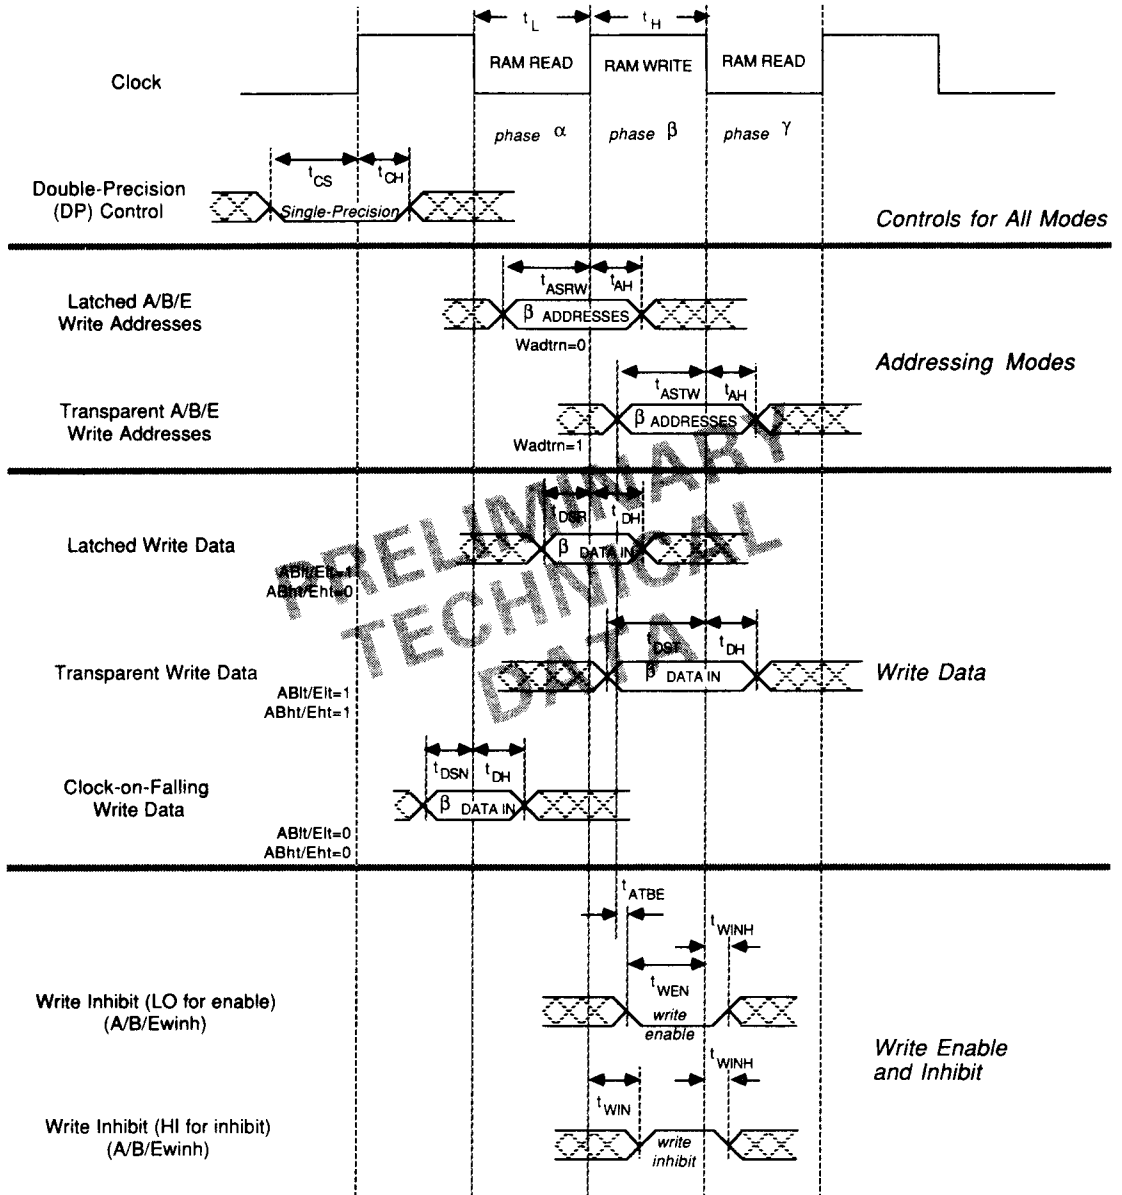 t L
t H
Clock
RAM READ
RAM WRITE
RAM READ
phase α
phase β
phase γ
t CS
t CH
Double-Precision
(DP) Control
Single-Precision
Controls for All Modes
t ASRW
t AH
Latched A/B/E
Write Addresses
β ADDRESSES
Wadtrn=0
Addressing Modes
t ASTW
t AH
Transparent A/B/E
Write Addresses
β ADDRESSES
Wadtrn=1
PRELIMINARY
TECHNICAL
DATA
t DSR
t DH
Latched Write Data
β DATA IN
ABlt/Elt=1
ABht/Eht=0
t DST
t DH
Transparent Write Data
β DATA IN
Write Data
ABlt/Elt=1
ABht/Eht=1
t DSN
t DH
Clock-on-Falling
Write Data
β DATA IN
ABlt/Elt=0
ABht/Eht=0
t ATBE
t WINH
t WEN
Write Inhibit (LO for enable)
(A/B/Ewinh)
write
enable
Write Enable
and Inhibit
t WINH
t WIN
Write Inhibit (HI for inhibit)
(A/B/Ewinh)
write
inhibit